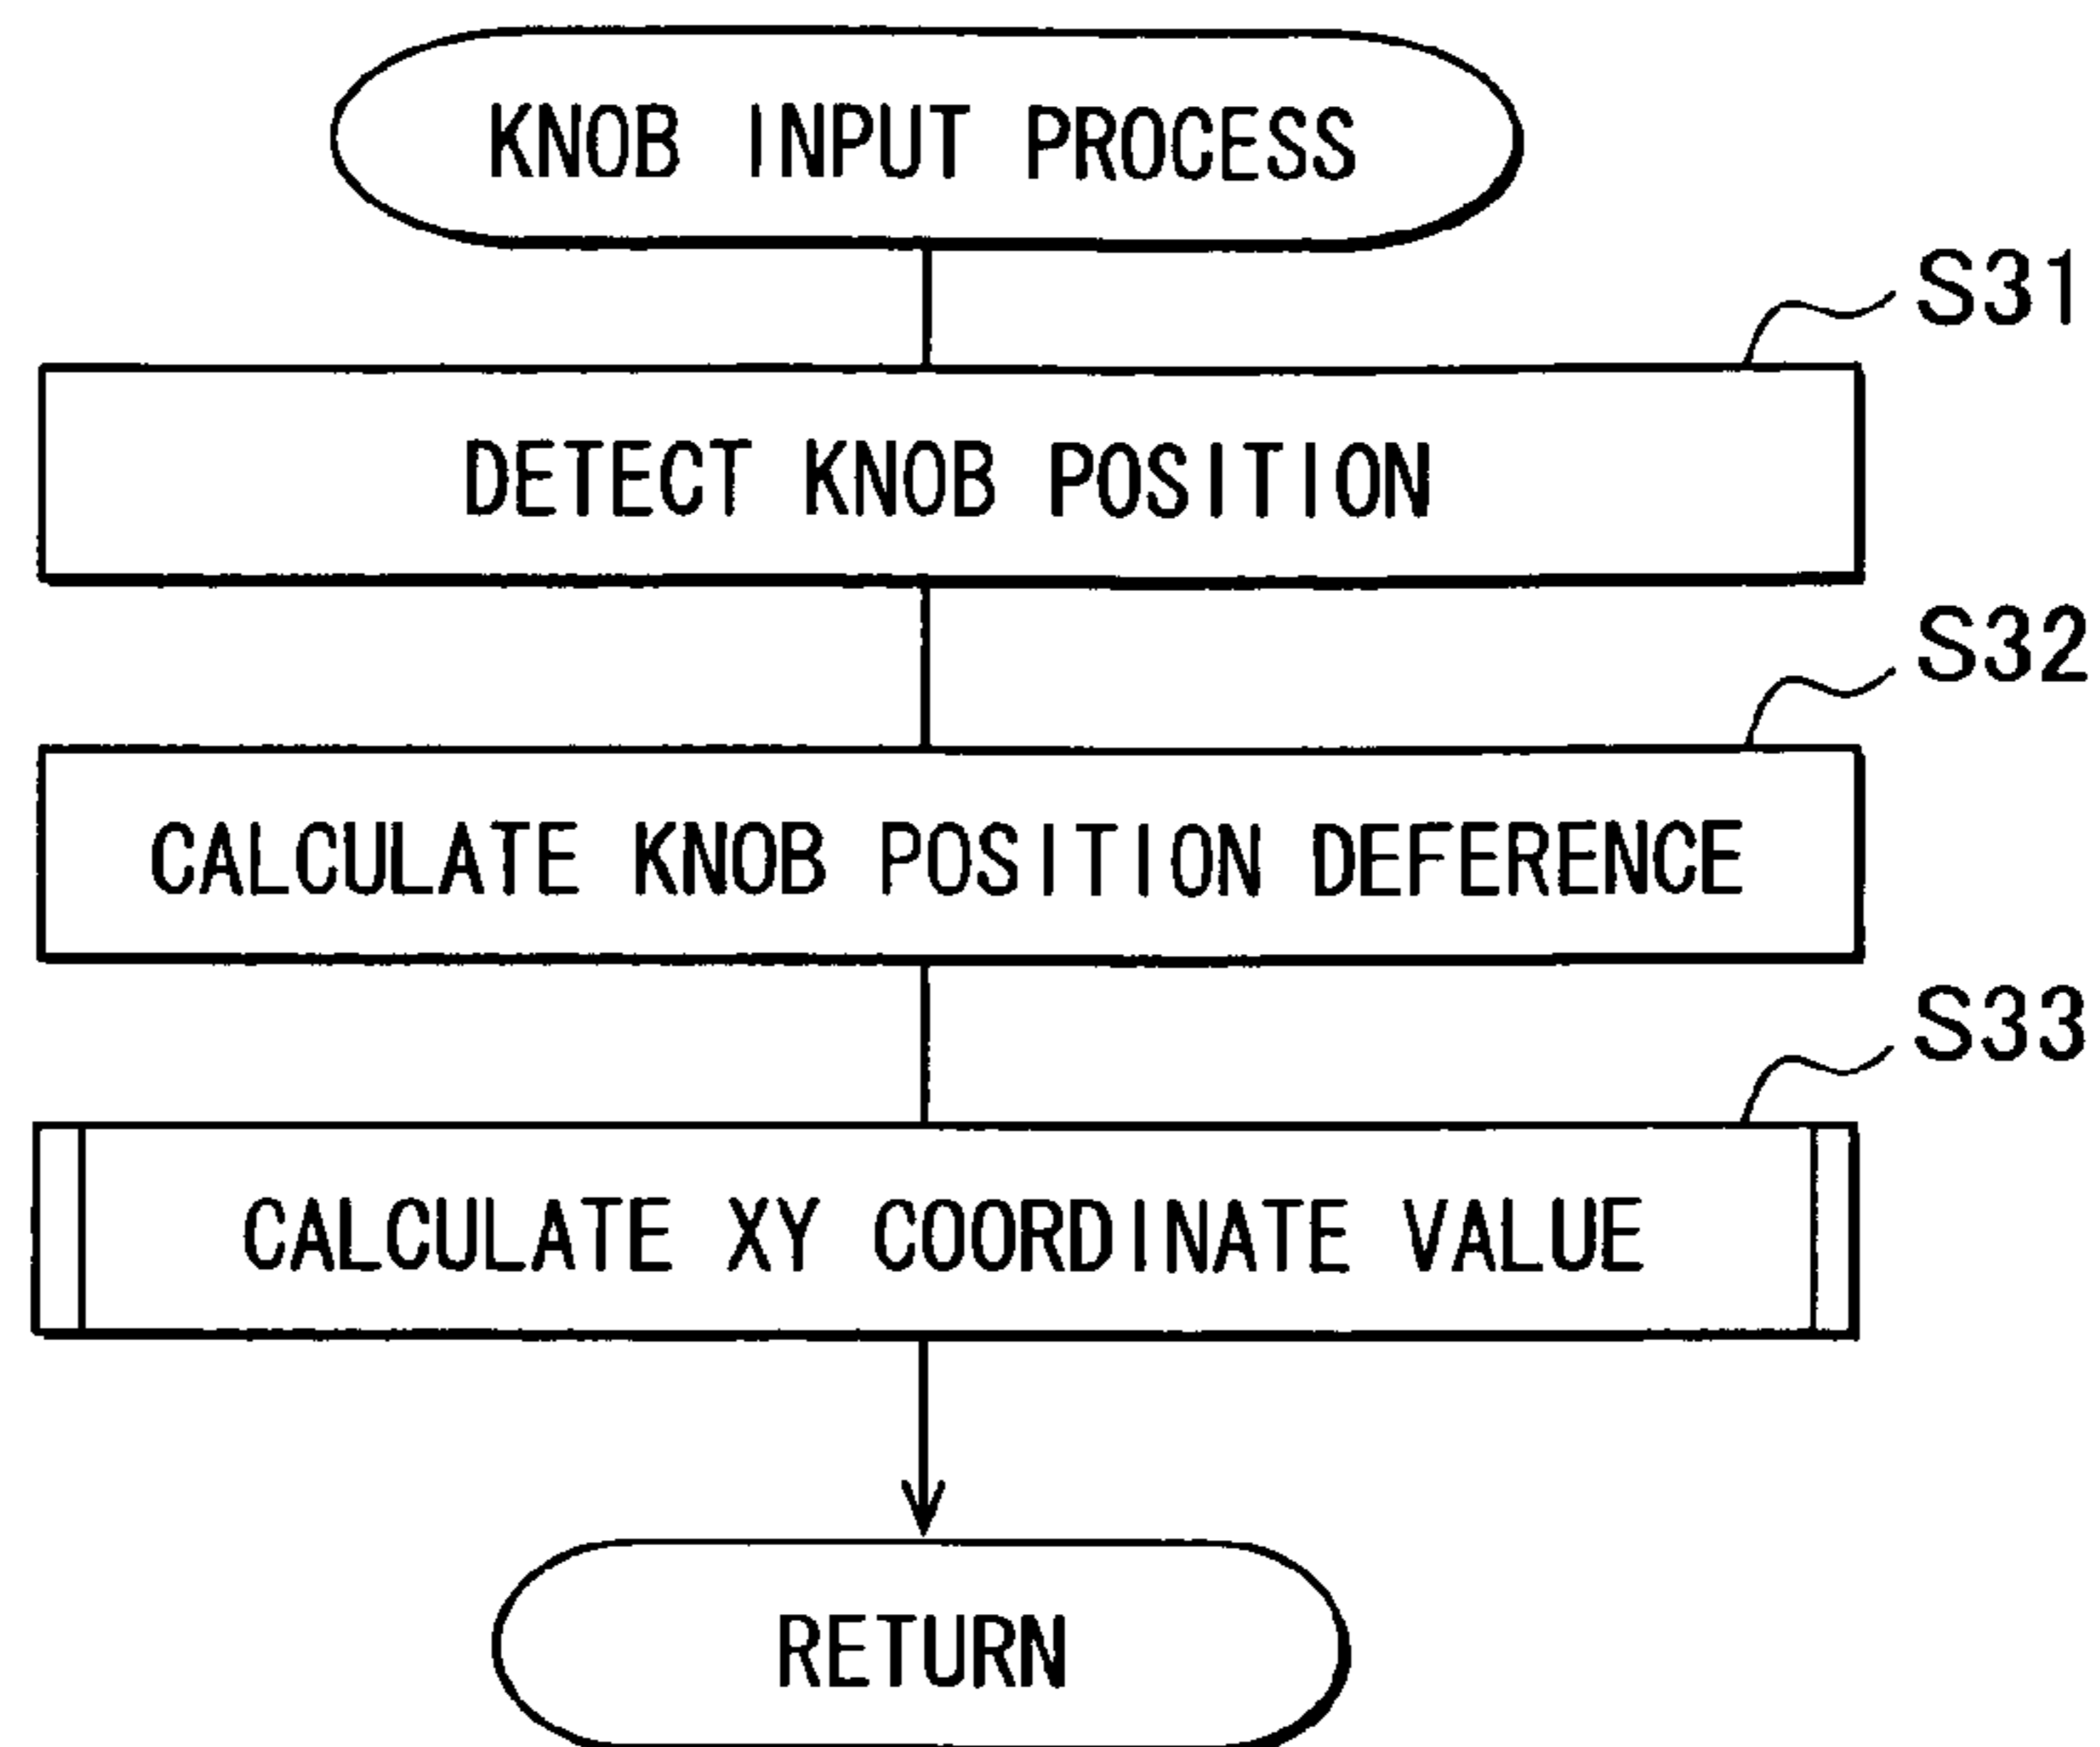 KNOB INPUT PROCESS
S31
DETECT KNOB POSITION
S32
CALCULATE KNOB POSITION DEFERENCE
S33
CALCULATE XY COORDINATE VALUE
RETURN